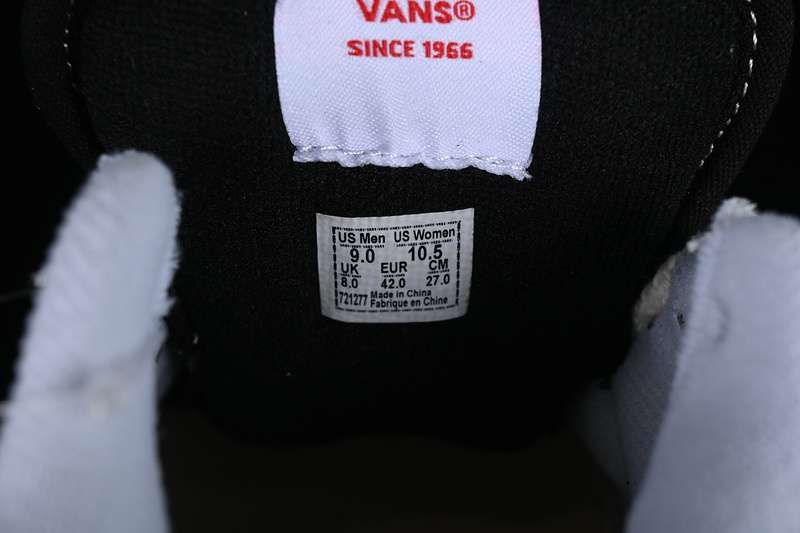 VANS®
SINCE 1966
US Men US Women
9.0 10.5
UK EUR CM
8.0 42.0 27.0
721277 Made in China
Fabrique en Chine